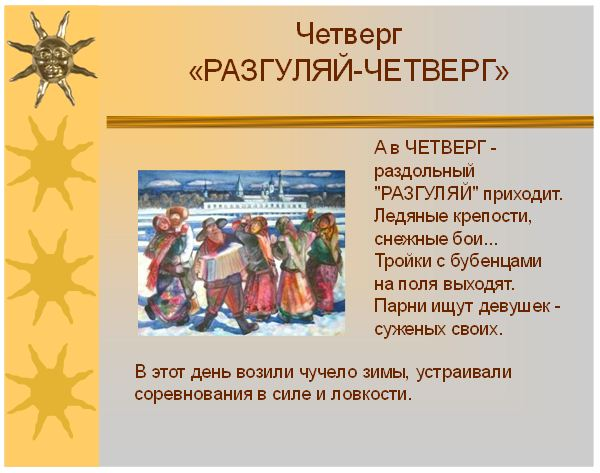 Четверг
«РАЗГУЛЯЙ-ЧЕТВЕРГ»
А в ЧЕТВЕРГ -
раздольный
"РАЗГУЛЯЙ" приходит.
Ледяные крепости,
снежные бои...
Тройки с бубенцами
на поля выходят.
Парни ищут девушек -
суженых своих.
В этот день возили чучело зимы, устраивали
соревнования в силе и ловкости.